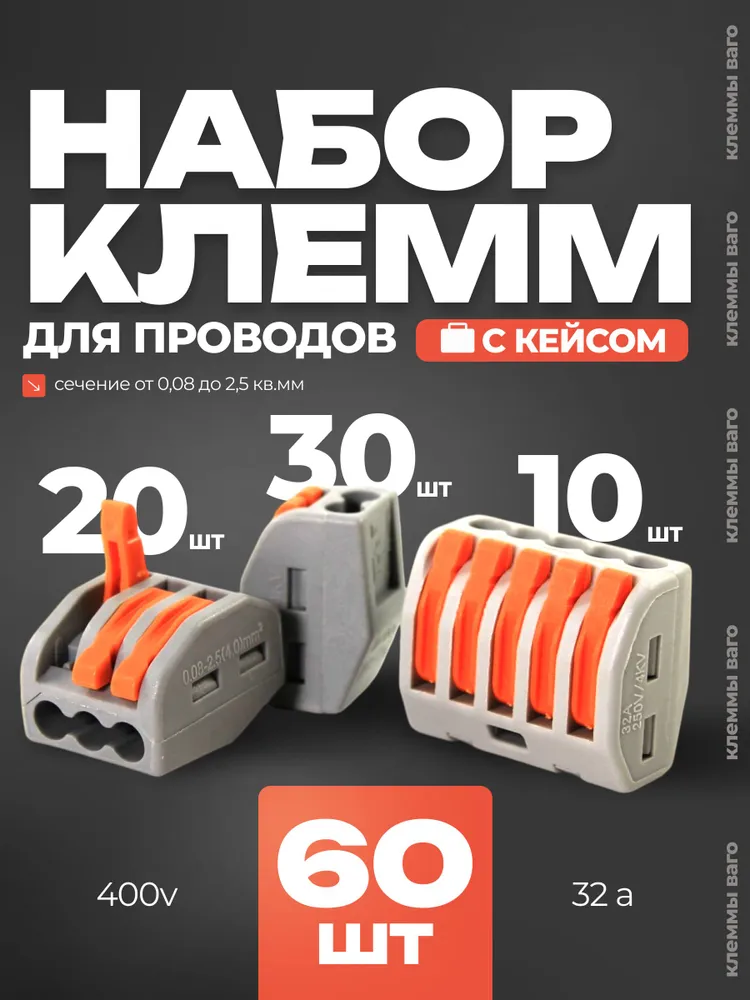 НАБОР
КЛЕММ
ДЛЯ ПРОВОДОВ
С КЕЙСОМ
сечение от 0,08 до 2,5 кв.мм
20 шт
30 шт
10 шт
0,08-2,5(4,0)mm²
32A
250V/4KV
400v
60
шт
32 а
клеммы ваго
клеммы ваго
клеммы ваго
клеммы ваго
клеммы ваго